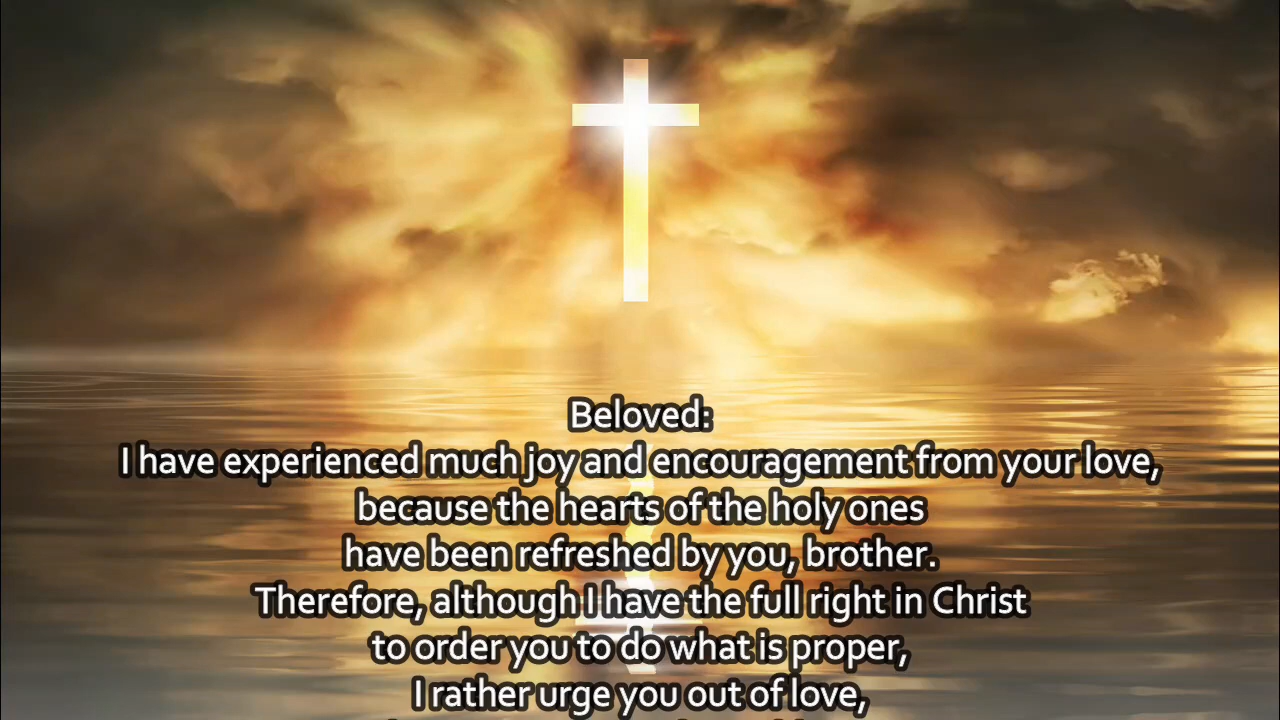 Beloved:
I have experienced much joy and encouragement from your love,
because the hearts of the holy ones
have been refreshed by you, brother.
Therefore, although I have the full right in Christ
to order you to do what is proper,
I rather urge you out of love,